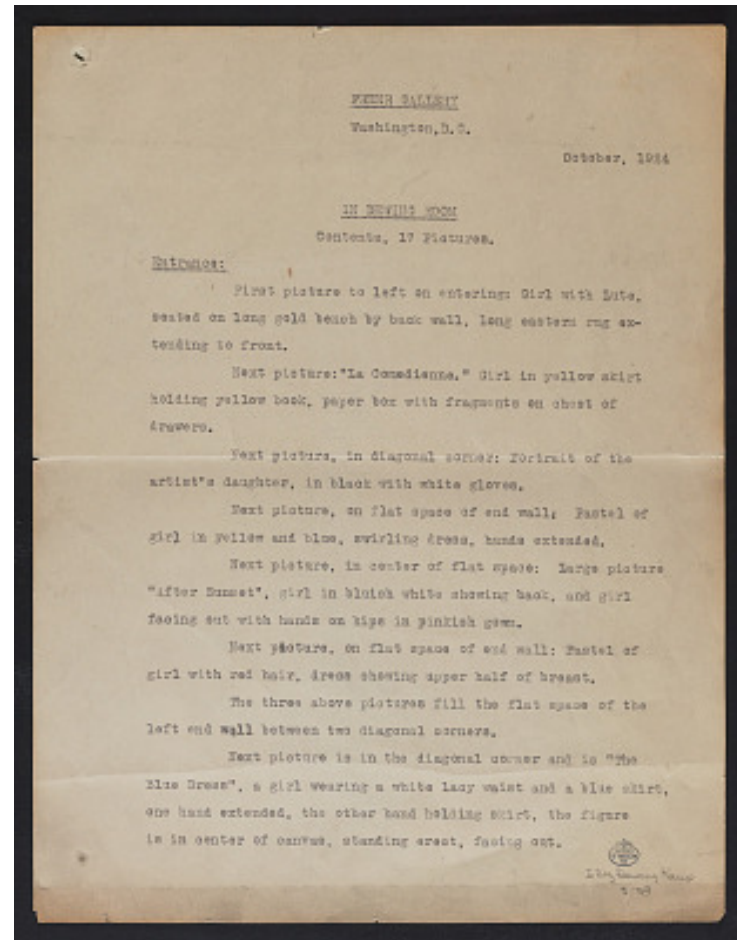 FREER GALLERY
Washington, D.C.
October, 1924
IN DEWING ROOM
Contents, 17 Pictures.
Entrance:
First picture to left on entering: Girl with Lute,
seated on long gold bench by back wall, long eastern rug ex-
tending to front.
Next picture:"La Comedienne." Girl in yellow skirt
holding yellow book, paper box with fragments on chest of
drawers.
Next picture, in diagonal corner: Portrait of the
artist's daughter, in black with white gloves.
Next picture, on flat space of end wall: Pastel of
girl in yellow and blue, swirling dress, hands extended.
Next picture, in center of flat space: Large picture
"After Sunset", girl in bluish white showing back, and girl
facing out with hands on hips in pinkish gown.
Next picture, on flat space of end wall: Pastel of
girl with red hair, dress showing upper half of breast.
The three above pictures fill the flat space of the
left end wall between two diagonal corners.
Next picture is in the diagonal corner and is "The
Blue Dress", a girl wearing a white lacy waist and a blue skirt,
one hand extended, the other hand holding skirt, the figure
is in center of canvas, standing erect, facing out.
Dewing